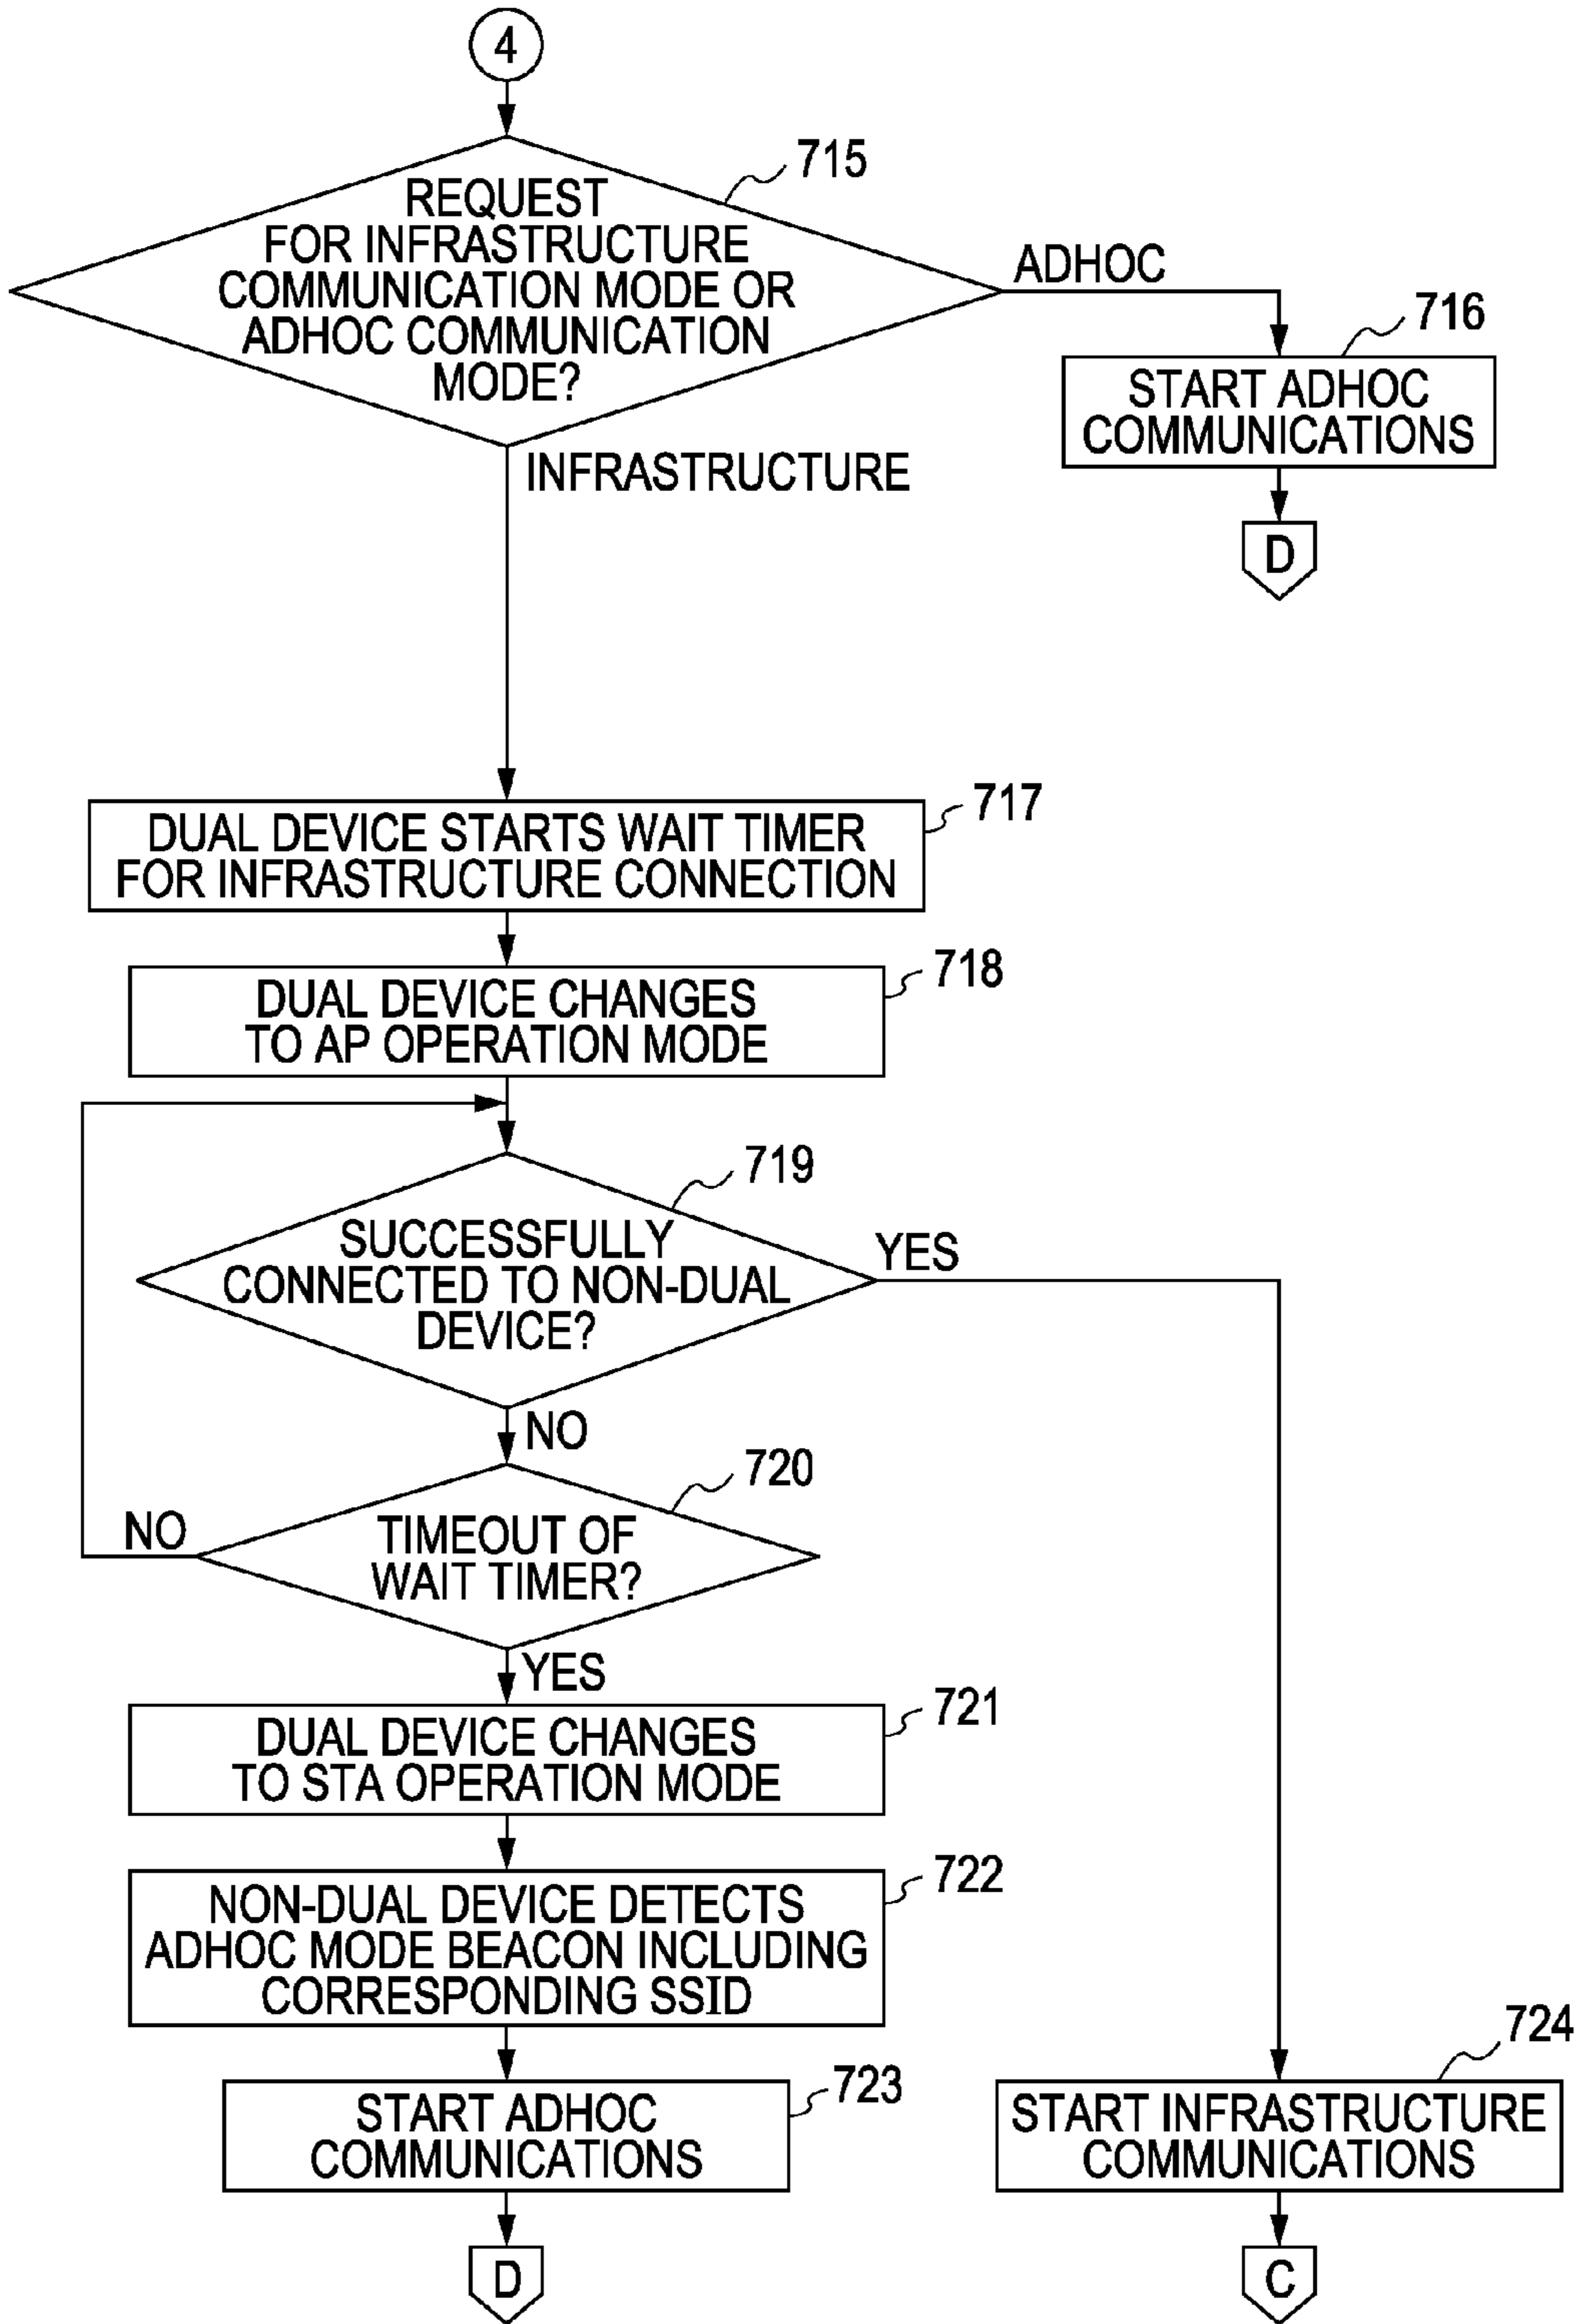 4
715
REQUEST
FOR INFRASTRUCTURE
COMMUNICATION MODE OR
ADHOC COMMUNICATION
MODE?
ADHOC
716
START ADHOC
COMMUNICATIONS
D
INFRASTRUCTURE
717
DUAL DEVICE STARTS WAIT TIMER
FOR INFRASTRUCTURE CONNECTION
718
DUAL DEVICE CHANGES
TO AP OPERATION MODE
719
SUCCESSFULLY
CONNECTED TO NON-DUAL
DEVICE?
YES
NO
720
TIMEOUT OF
WAIT TIMER?
NO
YES
721
DUAL DEVICE CHANGES
TO STA OPERATION MODE
722
NON-DUAL DEVICE DETECTS
ADHOC MODE BEACON INCLUDING
CORRESPONDING SSID
723
START ADHOC
COMMUNICATIONS
D
724
START INFRASTRUCTURE
COMMUNICATIONS
C